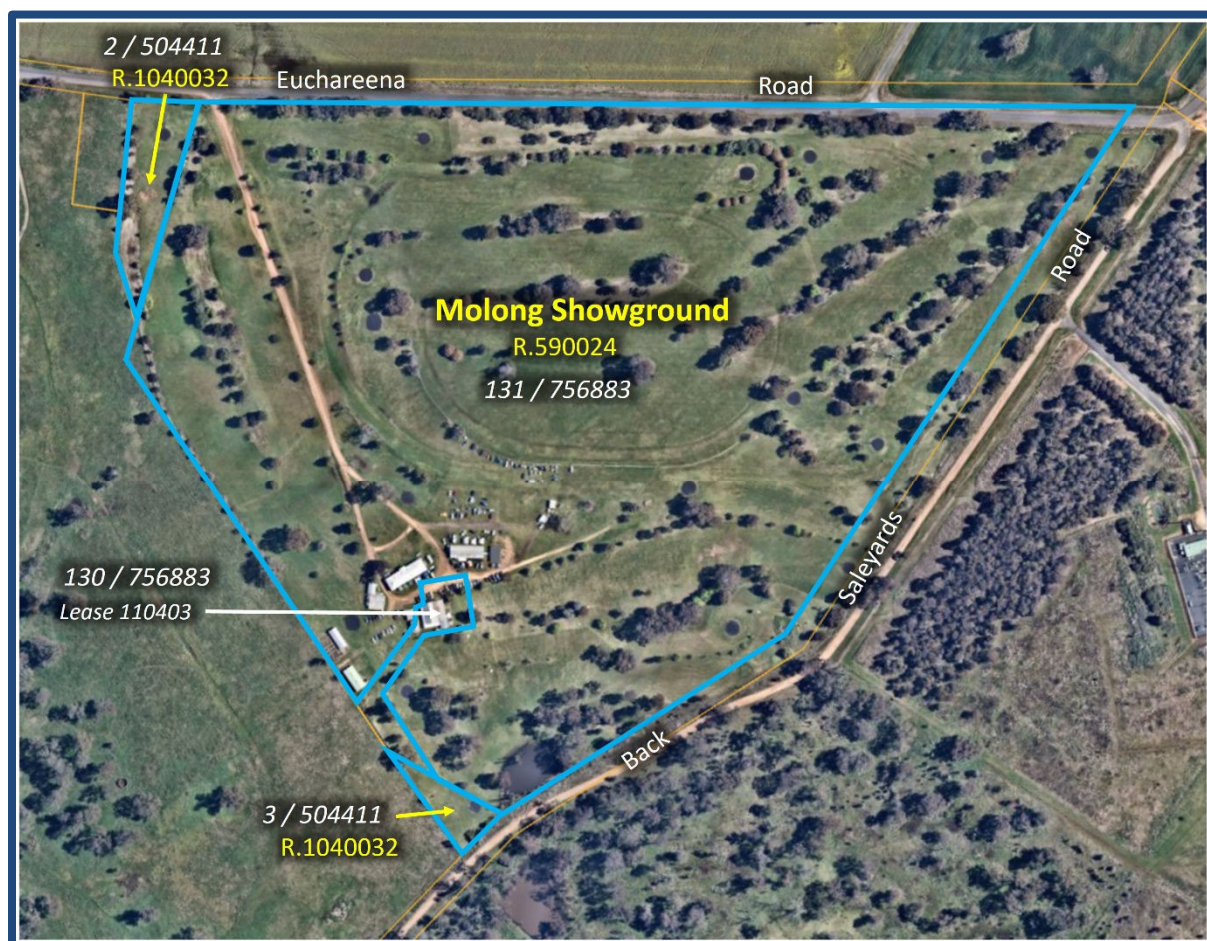 2 / 504411
R.1040032
Euchareena Road
Molong Showground
R.590024
131 / 756883
Back Saleyards Road
130 / 756883
Lease 110403
3 / 504411
R.1040032